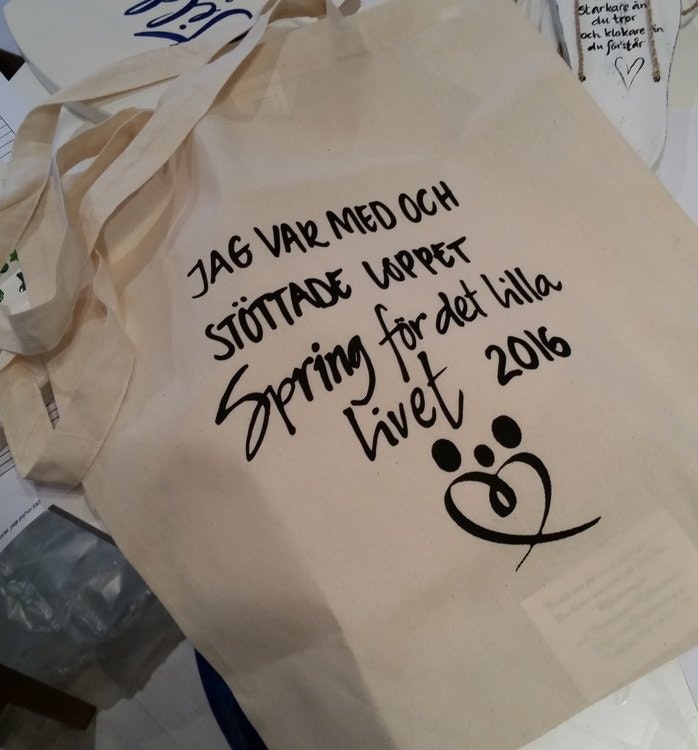 starkare än
du tror
och klokare än
du förstår
JAG VAR MED OCH
STÖTTADE LOPPET
Spring för det lilla
livet 2016